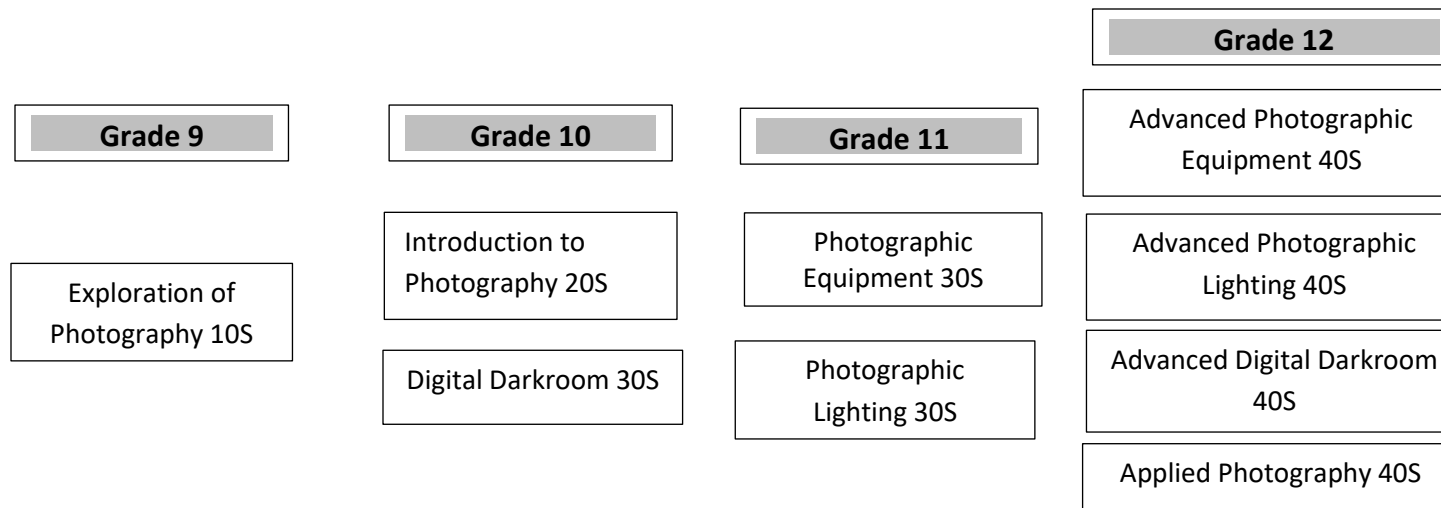 Grade 9
Exploration of
Photography 10S
Grade 10
Introduction to
Photography 20S
Digital Darkroom 30S
Grade 11
Photographic
Equipment 30S
Photographic
Lighting 30S
Grade 12
Advanced Photographic
Equipment 40S
Advanced Photographic
Lighting 40S
Advanced Digital Darkroom
40S
Applied Photography 40S